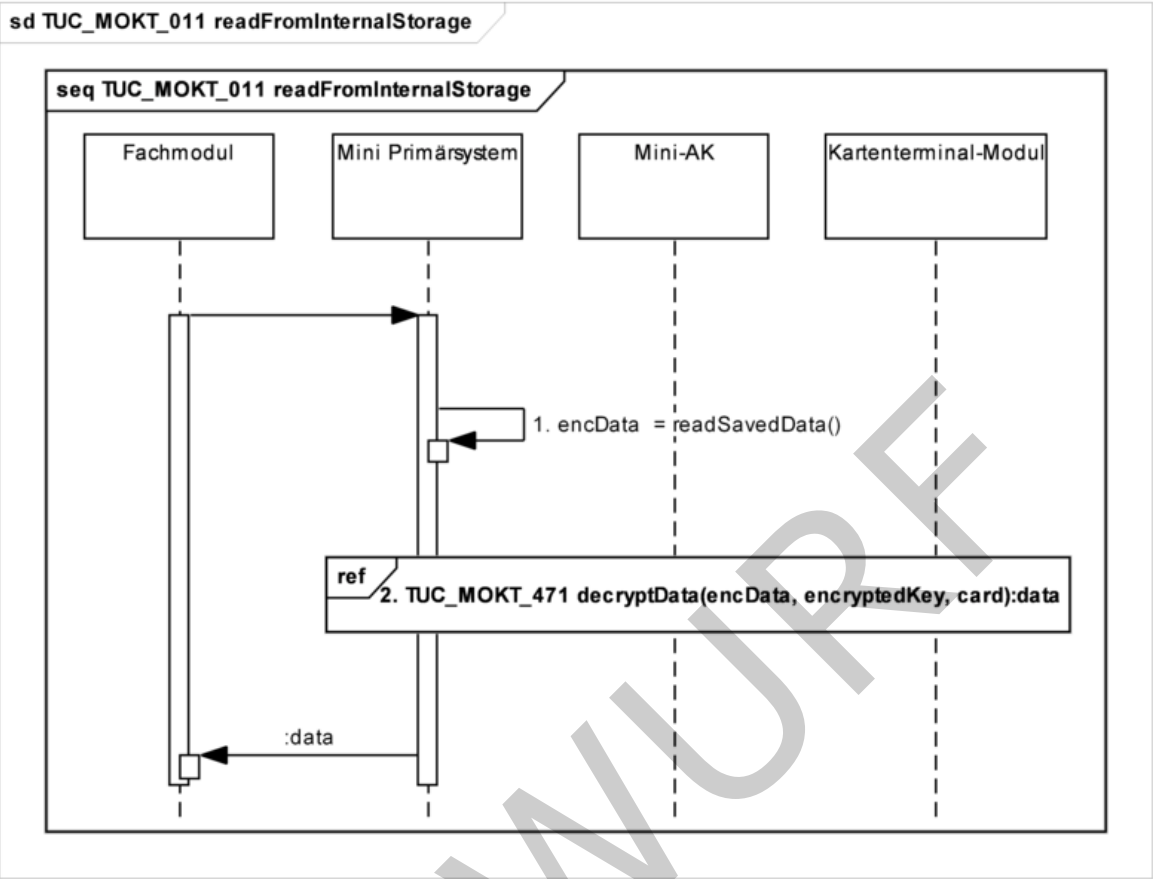 sd TUC_MOKT_011 readFromInternalStorage
seq TUC_MOKT_011 readFromInternalStorage
Fachmodul
Mini Primärsystem
Mini-AK
Kartenterminal-Modul
1. encData = readSavedData()
ref
2. TUC_MOKT_471 decryptData(encData, encryptedKey, card):data
:data
WURF